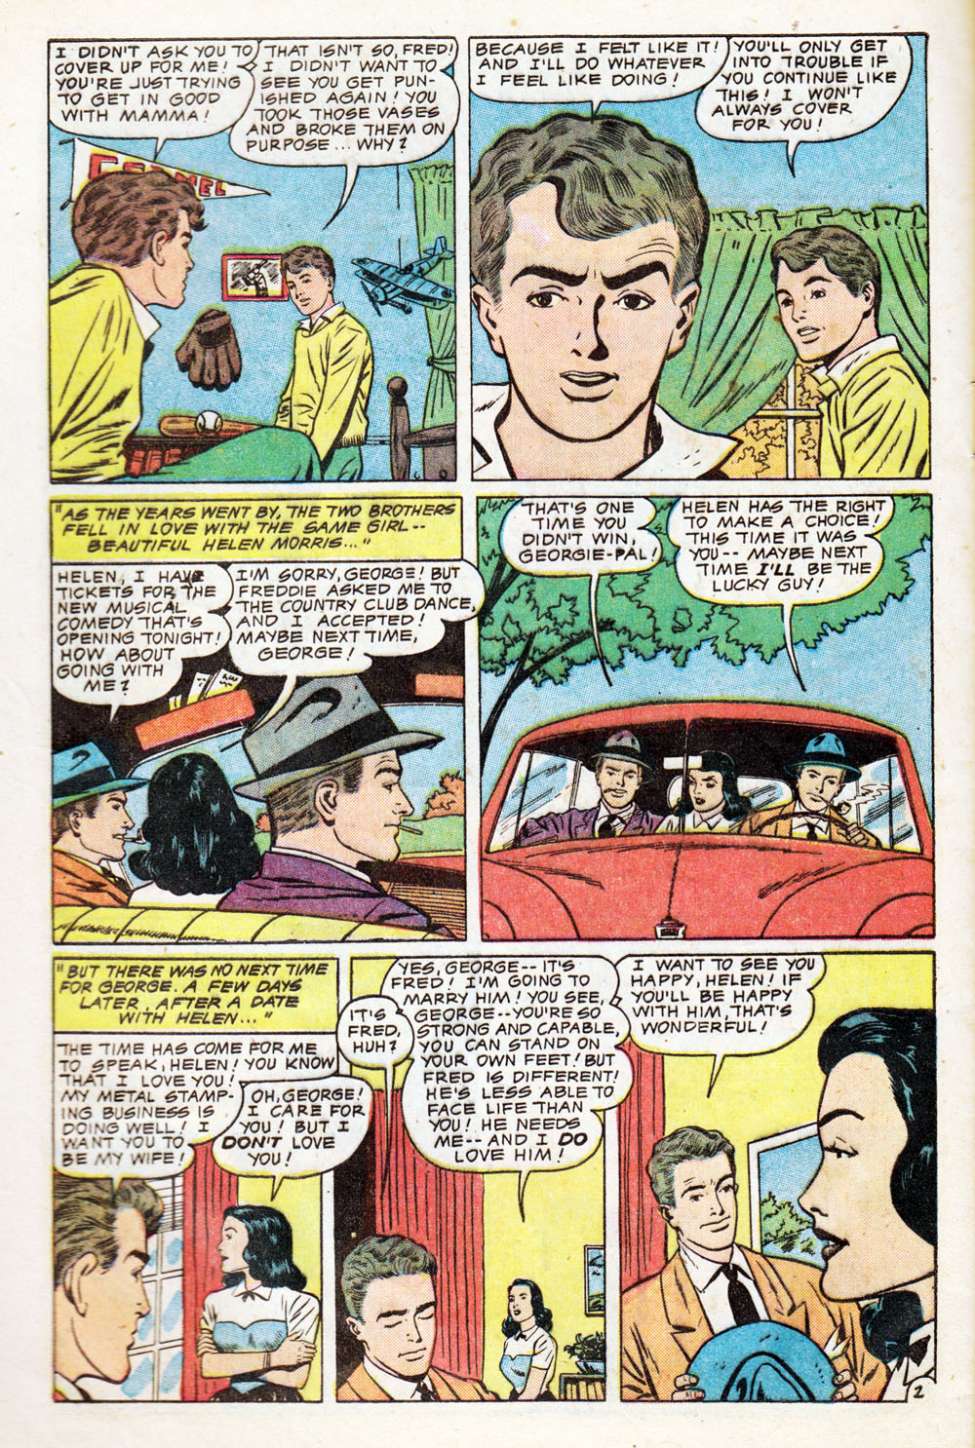 I DIDN'T ASK YOU TO
COVER UP FOR ME!
YOU'RE JUST TRYING
TO GET IN GOOD
WITH MAMMA!
THAT ISN'T SO, FRED!
I DIDN'T WANT TO
SEE YOU GET PUN-
ISHED AGAIN! YOU
TOOK THOSE VASES
AND BROKE THEM ON
PURPOSE... WHY?
BECAUSE I FELT LIKE IT!
AND I'LL DO WHATEVER
I FEEL LIKE DOING!
YOU'LL ONLY GET
INTO TROUBLE IF
YOU CONTINUE LIKE
THIS! I WON'T
ALWAYS COVER
FOR YOU!
"AS THE YEARS WENT BY, THE TWO BROTHERS
FELL IN LOVE WITH THE SAME GIRL--
BEAUTIFUL HELEN MORRIS..."
HELEN, I HAVE
TICKETS FOR THE
NEW MUSICAL
COMEDY THAT'S
OPENING TONIGHT!
HOW ABOUT
GOING WITH
ME?
I'M SORRY, GEORGE! BUT
FREDDIE ASKED ME TO
THE COUNTRY CLUB DANCE,
AND I ACCEPTED!
MAYBE NEXT TIME,
GEORGE!
THAT'S ONE
TIME YOU
DIDN'T WIN,
GEORGIE-PAL!
HELEN HAS THE RIGHT
TO MAKE A CHOICE!
THIS TIME IT WAS
YOU-- MAYBE NEXT
TIME I'LL BE THE
LUCKY GUY!
"BUT THERE WAS NO NEXT TIME
FOR GEORGE. A FEW DAYS
LATER, AFTER A DATE
WITH HELEN..."
THE TIME HAS COME FOR ME
TO SPEAK, HELEN! YOU KNOW
THAT I LOVE YOU!
MY METAL STAMP-
ING BUSINESS IS
DOING WELL! I
WANT YOU TO
BE MY WIFE!
OH, GEORGE!
I CARE FOR
YOU! BUT I
DON'T LOVE
YOU!
IT'S
FRED,
HUH?
YES, GEORGE-- IT'S
FRED! I'M GOING TO
MARRY HIM! YOU SEE,
GEORGE--YOU'RE SO
STRONG AND CAPABLE,
YOU CAN STAND ON
YOUR OWN FEET! BUT
FRED IS DIFFERENT!
HE'S LESS ABLE TO
FACE LIFE THAN
YOU! HE NEEDS
ME-- AND I DO
LOVE HIM!
I WANT TO SEE YOU
HAPPY, HELEN! IF
YOU'LL BE HAPPY
WITH HIM, THAT'S
WONDERFUL!
2